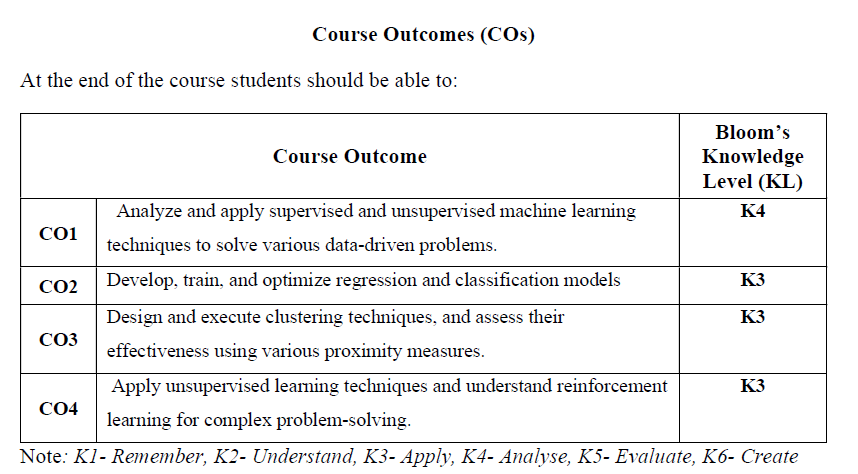 Course Outcomes (COs)
At the end of the course students should be able to:
Course Outcome
Bloom's
Knowledge
Level (KL)
CO1
Analyze and apply supervised and unsupervised machine learning
techniques to solve various data-driven problems.
K4
CO2
Develop, train, and optimize regression and classification models
K3
CO3
Design and execute clustering techniques, and assess their
effectiveness using various proximity measures.
K3
CO4
Apply unsupervised learning techniques and understand reinforcement
learning for complex problem-solving.
K3
Note: K1- Remember, K2- Understand, K3- Apply, K4- Analyse, K5- Evaluate, K6- Create